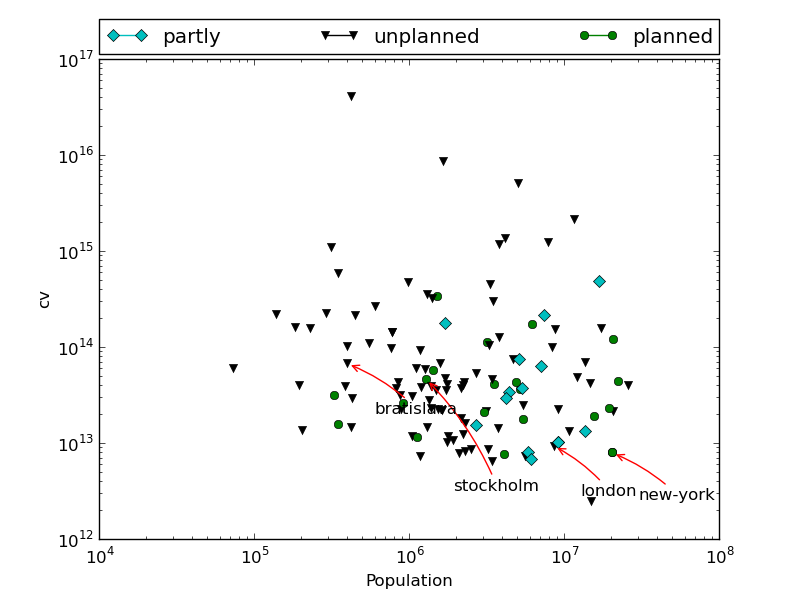 partly unplanned planned
10^17
10^16
10^15
cv
10^14
bratislava
10^13
stockholm
london
new-york
10^12
10^4 10^5 10^6 10^7 10^8
Population